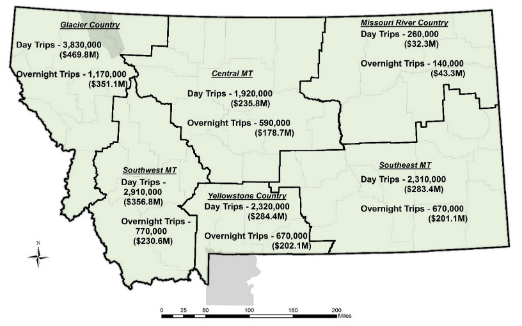 Glacier Country
Day Trips - 3,830,000
($469.8M)
Overnight Trips - 1,170,000
($351.1M)
Missouri River Country
Day Trips - 260,000
($32.3M)
Overnight Trips - 140,000
($43.3M)
Central MT
Day Trips - 1,920,000
($235.8M)
Overnight Trips - 590,000
($178.7M)
Southwest MT
Day Trips -
2,910,000
($356.8M)
Overnight Trips -
770,000
($230.6M)
Yellowstone Country
Day Trips - 2,320,000
($284.4M)
Overnight Trips - 670,000
($202.1M)
Southeast MT
Day Trips - 2,310,000
($283.4M)
Overnight Trips - 670,000
($201.1M)
N
0 25 50 100 150 200
Miles